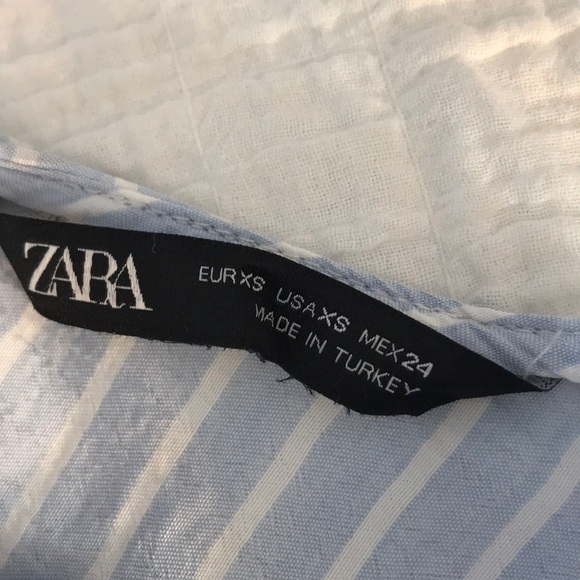 ZARA
EUR XS USA XS MEX 24
MADE IN TURKEY